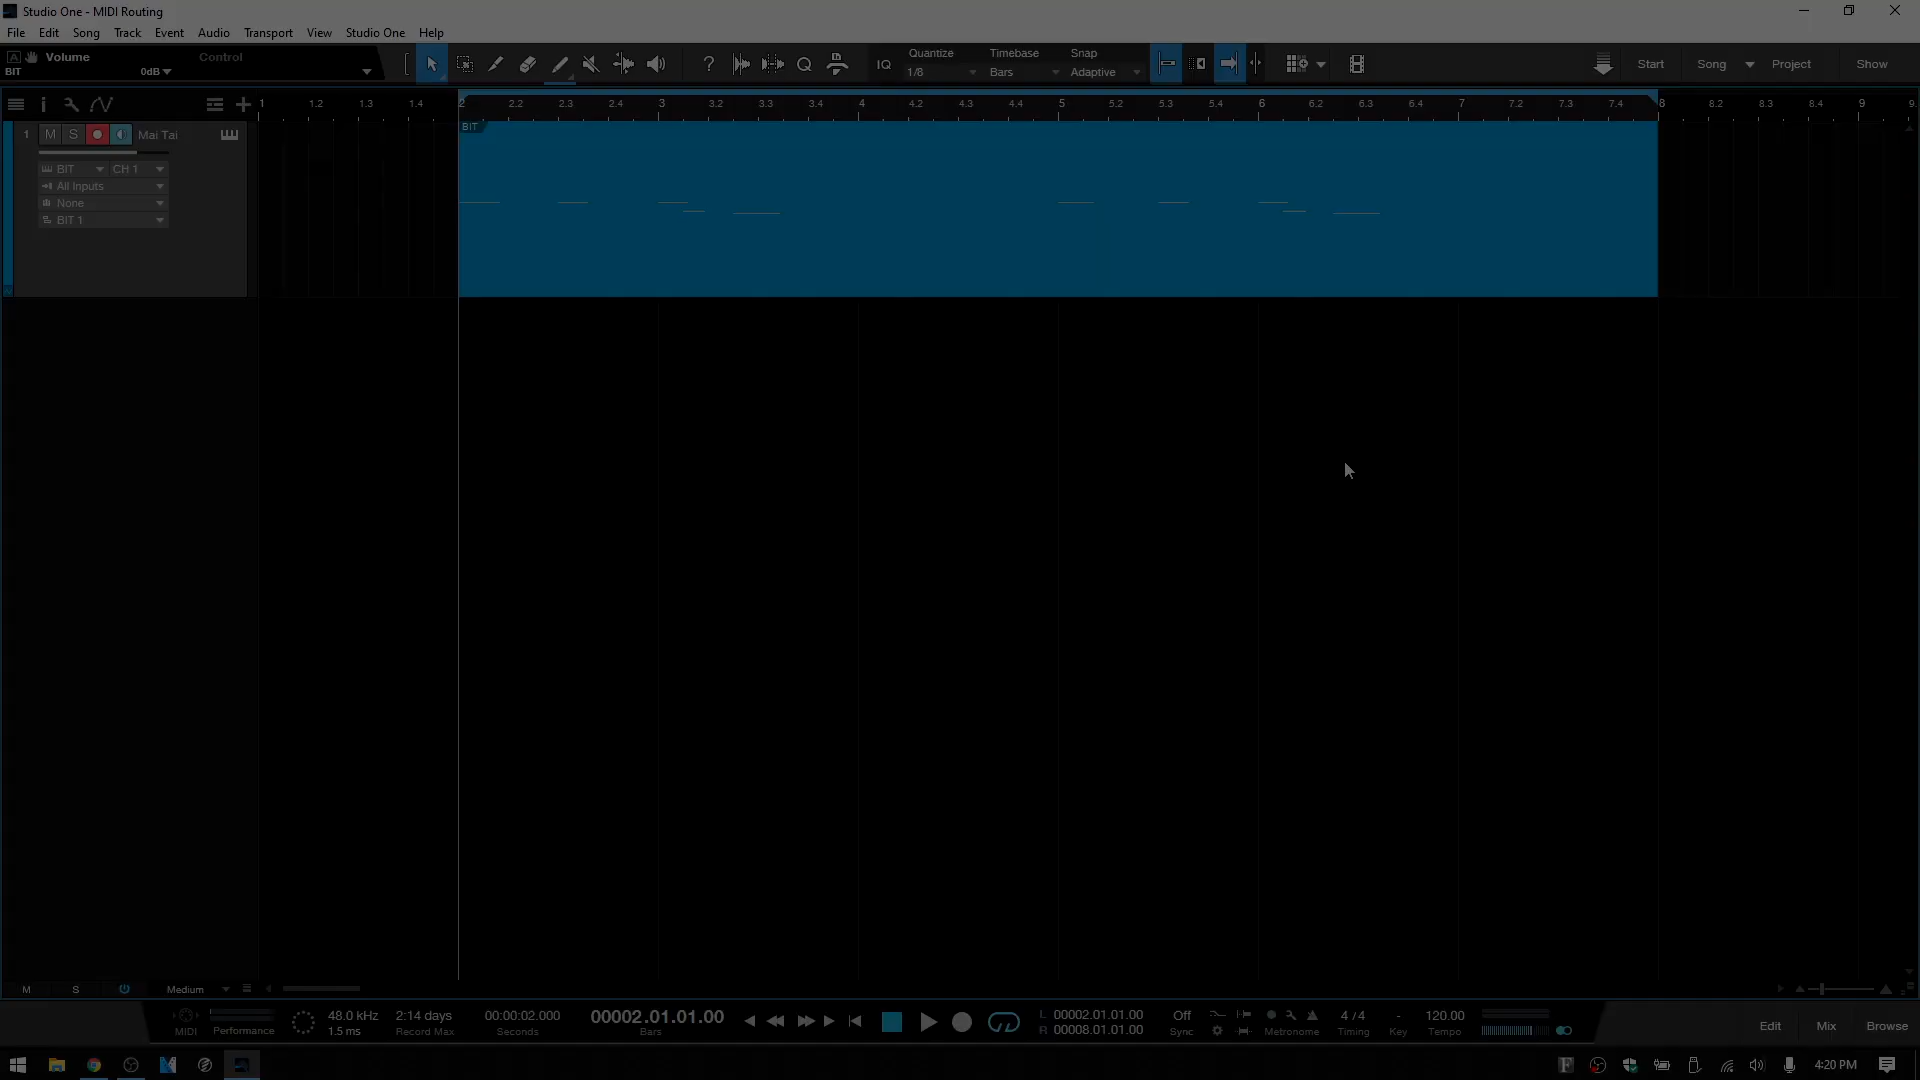 Studio One - MIDI Routing
File Edit Song Track Event Audio Transport View Studio One Help
Volume Control
BIT 0dB
Quantize Timebase Snap
IQ 1/8 Bars Adaptive
Start Song Project Show
1 1.2 1.3 1.4 2 2.2 2.3 2.4 3 3.2 3.3 3.4 4 4.2 4.3 4.4 5 5.2 5.3 5.4 6 6.2 6.3 6.4 7 7.2 7.3 7.4 8 8.2 8.3 8.4 9 9.
BIT
1 M S Mai Tai
BIT CH 1
All Inputs
None
BIT 1
M S Medium
48.0 kHz 2:14 days 00:00:02.000 00002.01.01.00 L 00002.01.01.00 Off 4 / 4 - 120.00
MIDI Performance 1.5 ms Record Max Seconds Bars R 00008.01.01.00 Sync Metronome Timing Key Tempo
Edit Mix Browse
4:20 PM